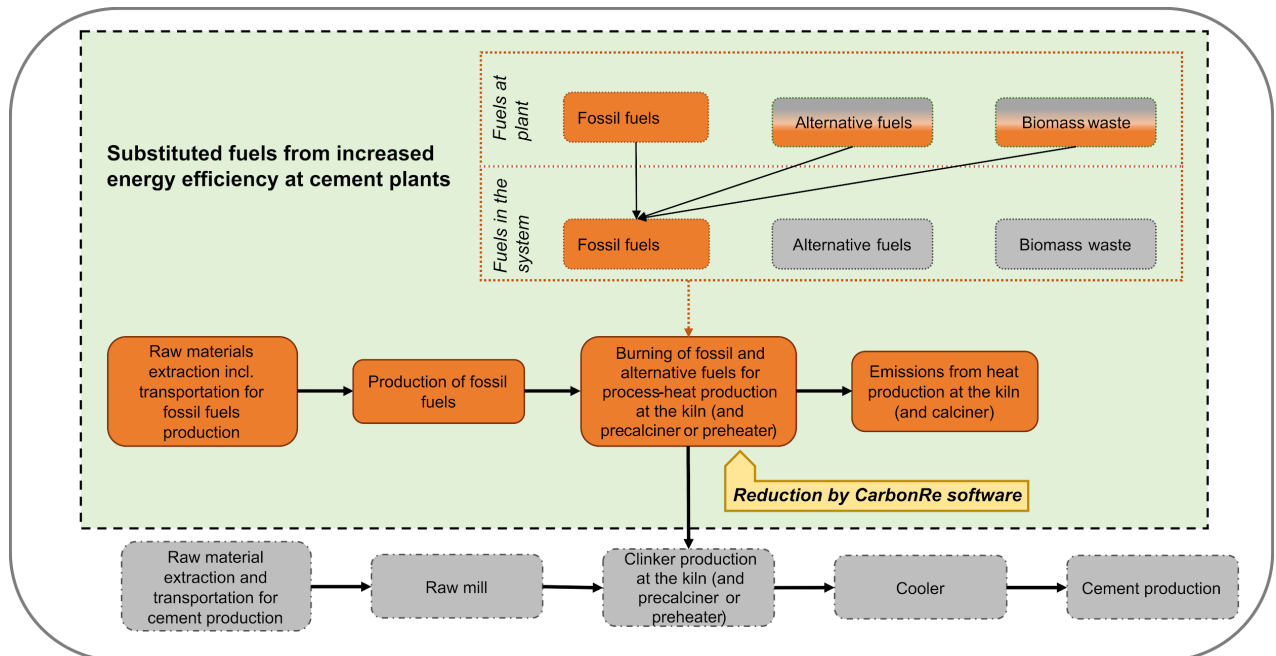 Fuels at
plant
Fossil fuels
Alternative fuels
Biomass waste
Substituted fuels from increased
energy efficiency at cement plants
Fuels in the
system
Fossil fuels
Alternative fuels
Biomass waste
Raw materials
extraction incl.
transportation for
fossil fuels
production
Production of fossil
fuels
Burning of fossil and
alternative fuels for
process-heat production
at the kiln (and
precalciner or preheater)
Emissions from heat
production at the kiln
(and calciner)
Reduction by CarbonRe software
Raw material
extraction and
transportation for
cement production
Raw mill
Clinker production
at the kiln (and
precalciner or
preheater)
Cooler
Cement production